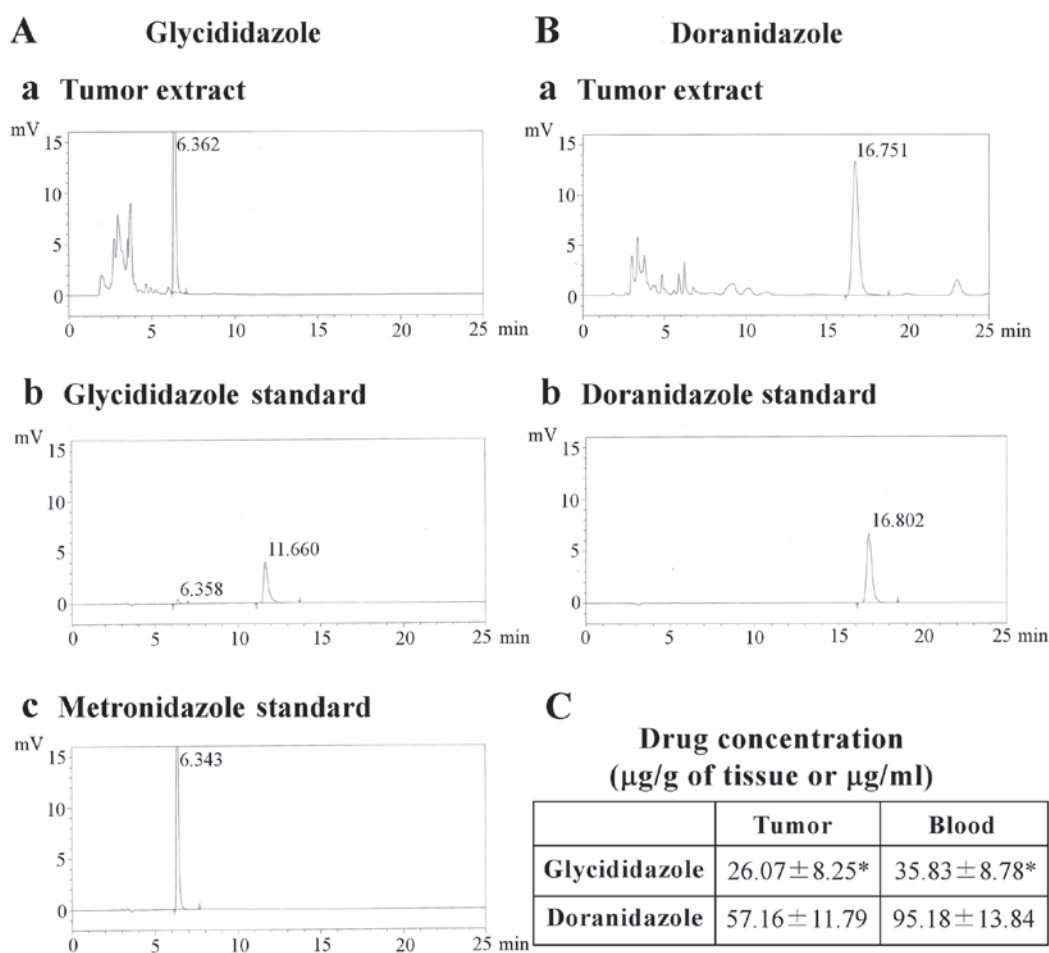 A Glycididazole
a Tumor extract
mV
15
10
5
0
6.362
0 5 10 15 20 25 min
b Glycididazole standard
mV
15
10
5
0
6.358
11.660
0 5 10 15 20 25 min
c Metronidazole standard
mV
15
10
5
0
6.343
0 5 10 15 20 25 min
B Doranidazole
a Tumor extract
mV
15
10
5
0
16.751
0 5 10 15 20 25 min
b Doranidazole standard
mV
15
10
5
0
16.802
0 5 10 15 20 25 min
C
Drug concentration
(μg/g of tissue or μg/ml)
Tumor Blood
Glycididazole 26.07±8.25* 35.83±8.78*
Doranidazole 57.16±11.79 95.18±13.84